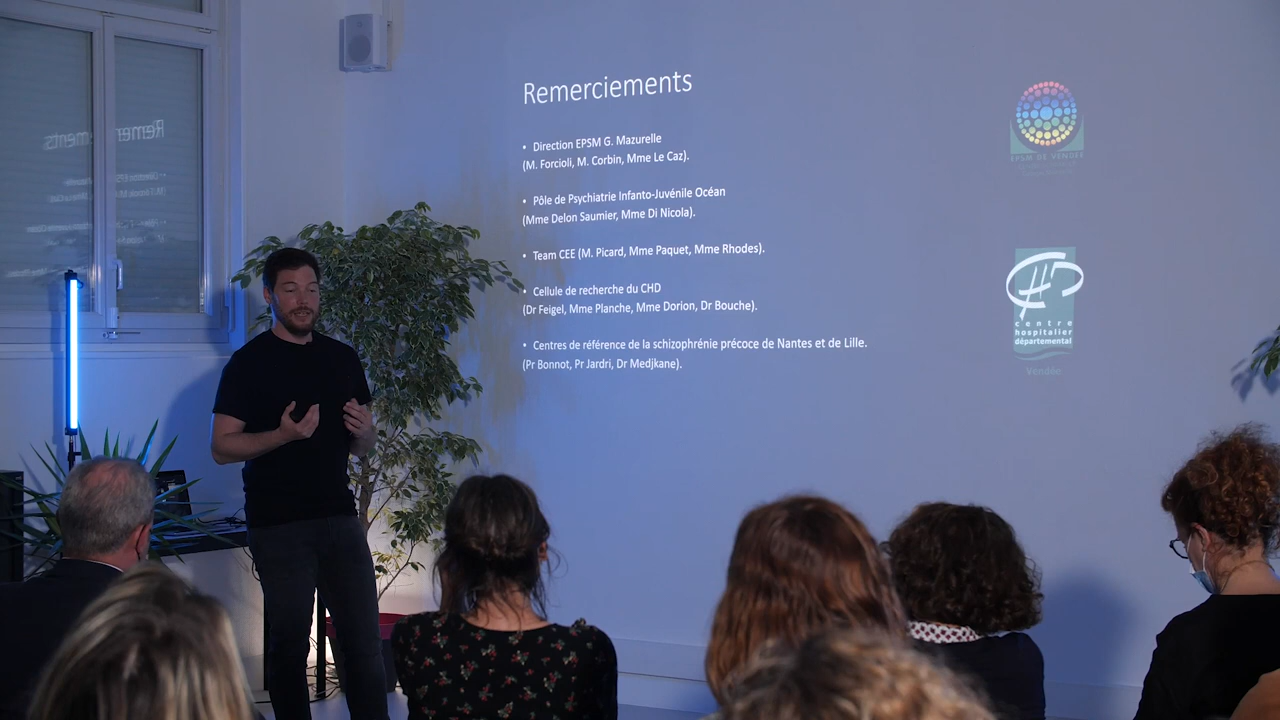 Remerciements
• Direction EPSM G. Mazurelle
(M. Forcioli, M. Corbin, Mme Le Caz).
• Pôle de Psychiatrie Infanto-Juvénile Océan
(Mme Delon Saumier, Mme Di Nicola).
• Team CEE (M. Picard, Mme Paquet, Mme Rhodes).
• Cellule de recherche du CHD
(Dr Feigel, Mme Planche, Mme Dorion, Dr Bouche).
• Centres de référence de la schizophrénie précoce de Nantes et de Lille.
(Pr Bonnot, Pr Jardri, Dr Medjkane).
EPSM DE VENDÉE
centre
hospitalier
départemental
Vendée